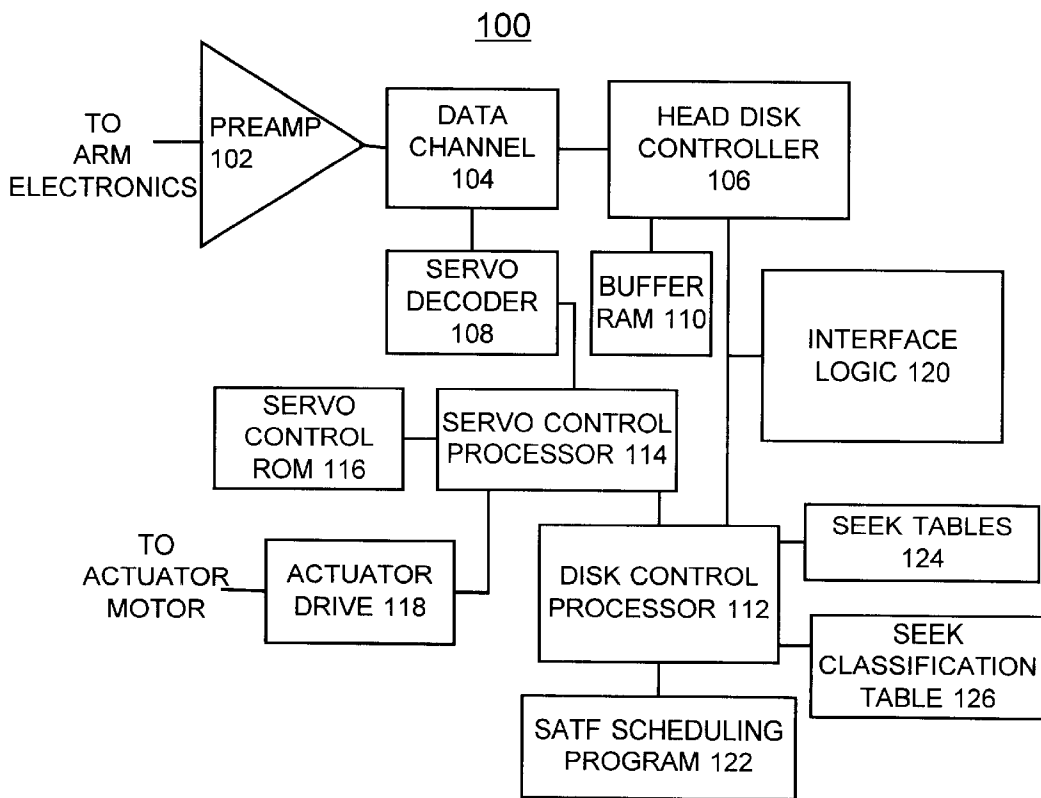 100
TO
ARM
ELECTRONICS
PREAMP
102
DATA
CHANNEL
104
HEAD DISK
CONTROLLER
106
SERVO
DECODER
108
BUFFER
RAM 110
INTERFACE
LOGIC 120
SERVO
CONTROL
ROM 116
SERVO CONTROL
PROCESSOR 114
TO
ACTUATOR
MOTOR
ACTUATOR
DRIVE 118
DISK CONTROL
PROCESSOR 112
SEEK TABLES
124
SEEK
CLASSIFICATION
TABLE 126
SATF SCHEDULING
PROGRAM 122